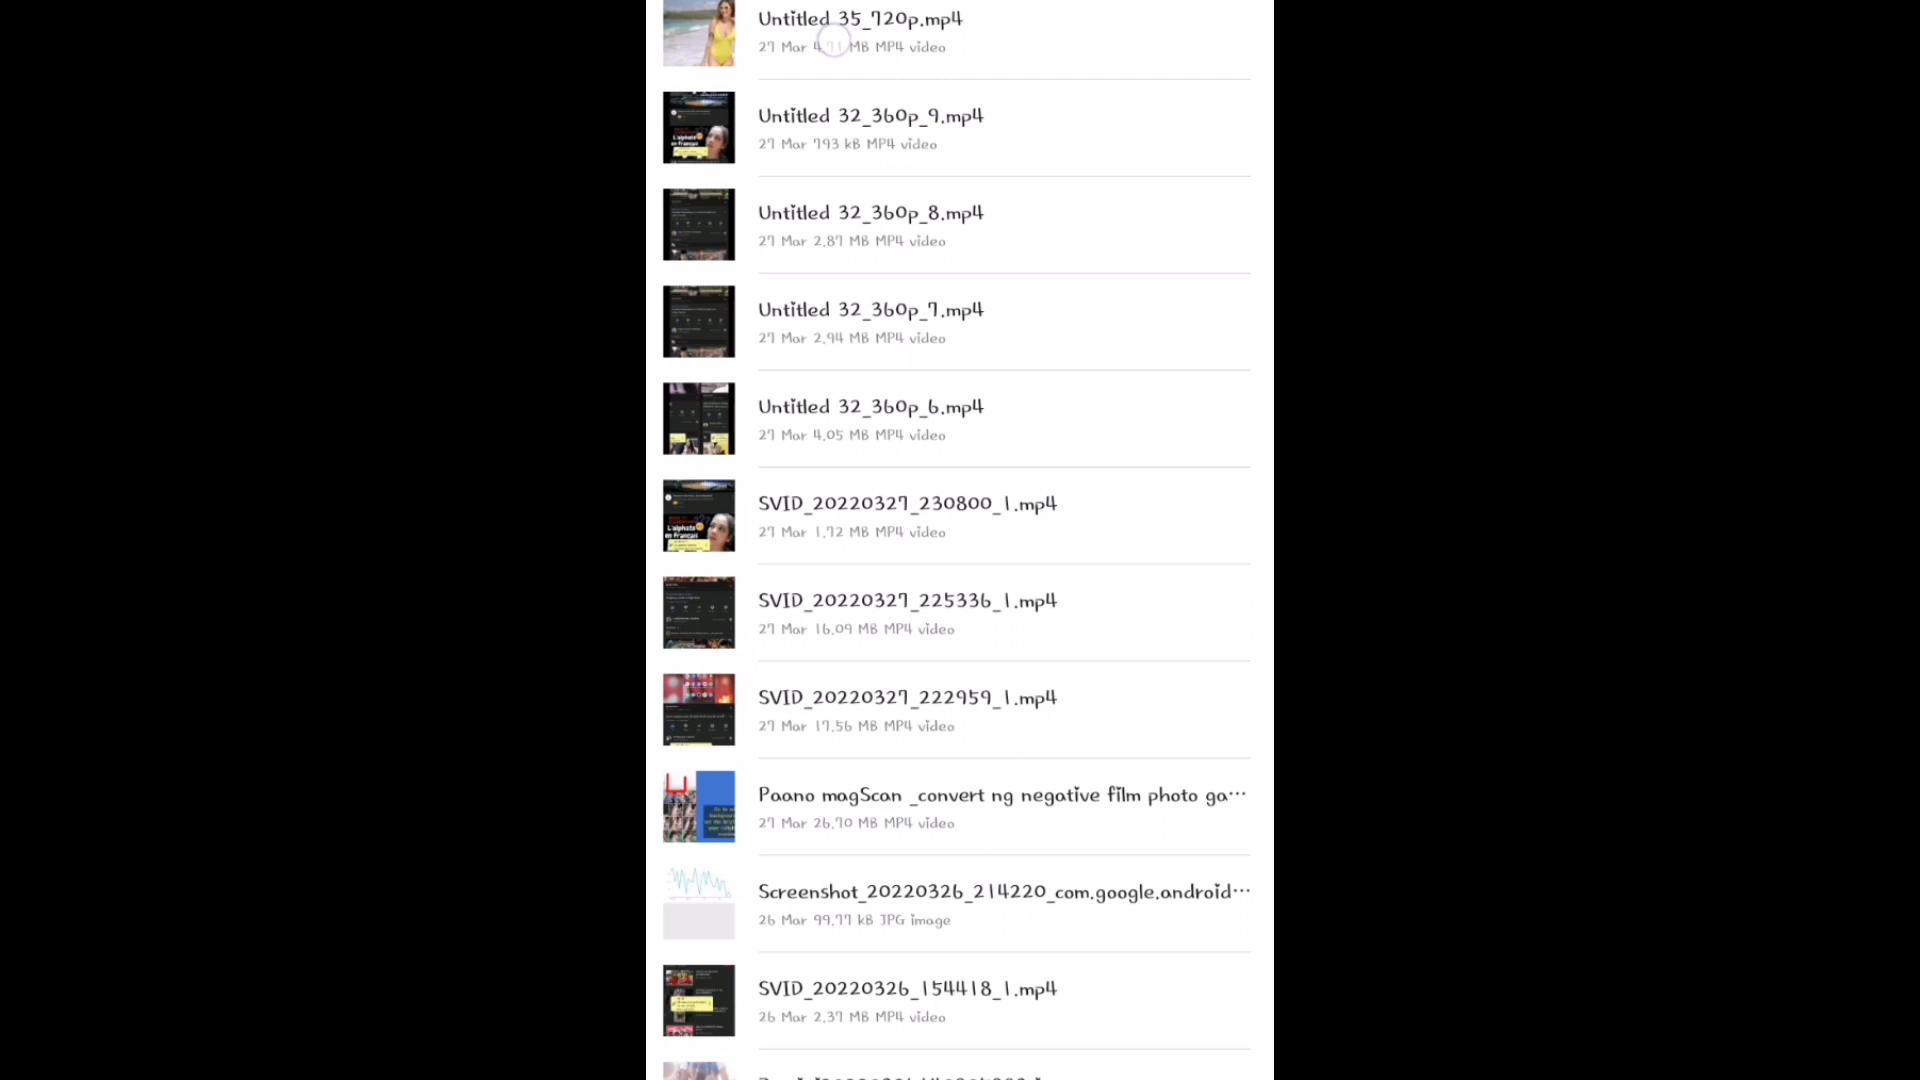 Untitled 35_720p.mp4
27 Mar 4.71 MB MP4 video
Untitled 32_360p_9.mp4
27 Mar 793 kB MP4 video
Untitled 32_360p_8.mp4
27 Mar 2.87 MB MP4 video
Untitled 32_360p_7.mp4
27 Mar 2.94 MB MP4 video
Untitled 32_360p_6.mp4
27 Mar 4.05 MB MP4 video
L'alphabet
en Français
SVID_20220327_230800_1.mp4
27 Mar 1.72 MB MP4 video
SVID_20220327_225336_1.mp4
27 Mar 16.09 MB MP4 video
SVID_20220327_222959_1.mp4
27 Mar 17.56 MB MP4 video
Paano magScan _convert ng negative film photo ga…
27 Mar 26.70 MB MP4 video
Screenshot_20220326_214220_com.google.android…
26 Mar 99.77 kB JPG image
SVID_20220326_154418_1.mp4
26 Mar 2.37 MB MP4 video